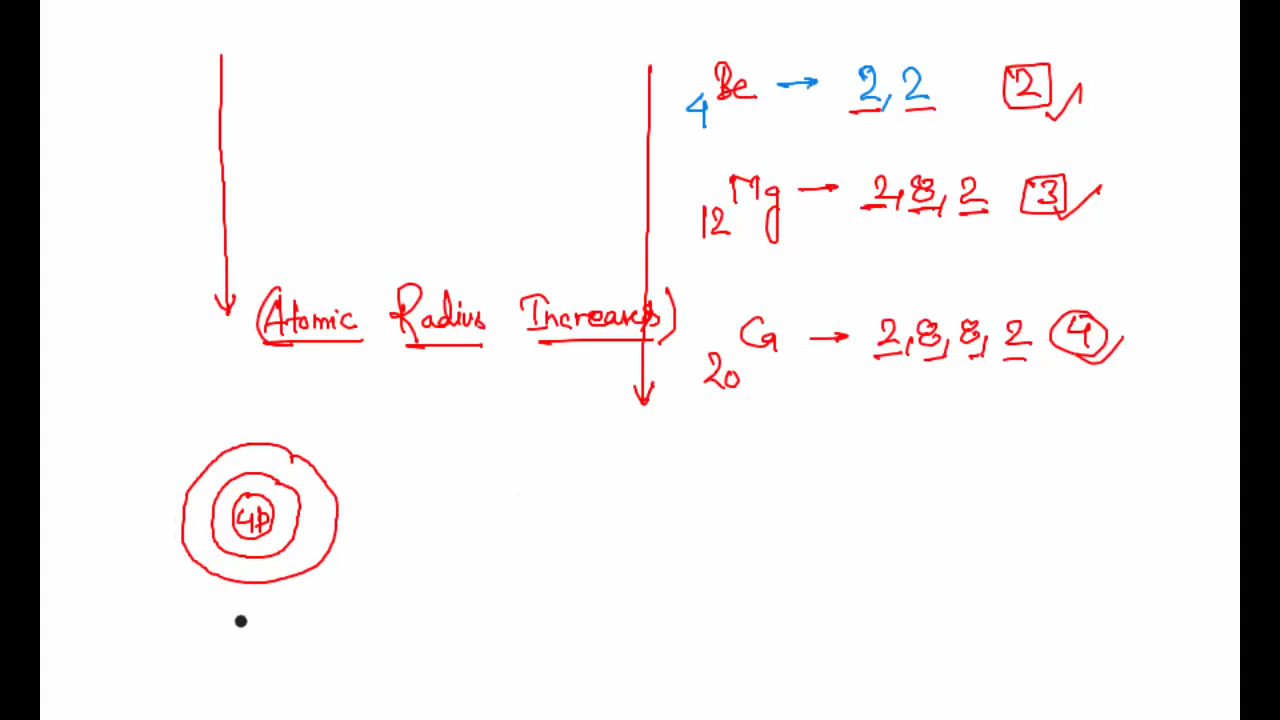 4Be → 2, 2 2
12Mg → 2, 8, 2 3
(Atomic Radius Increases)
20Ca → 2, 8, 8, 2 4
4p